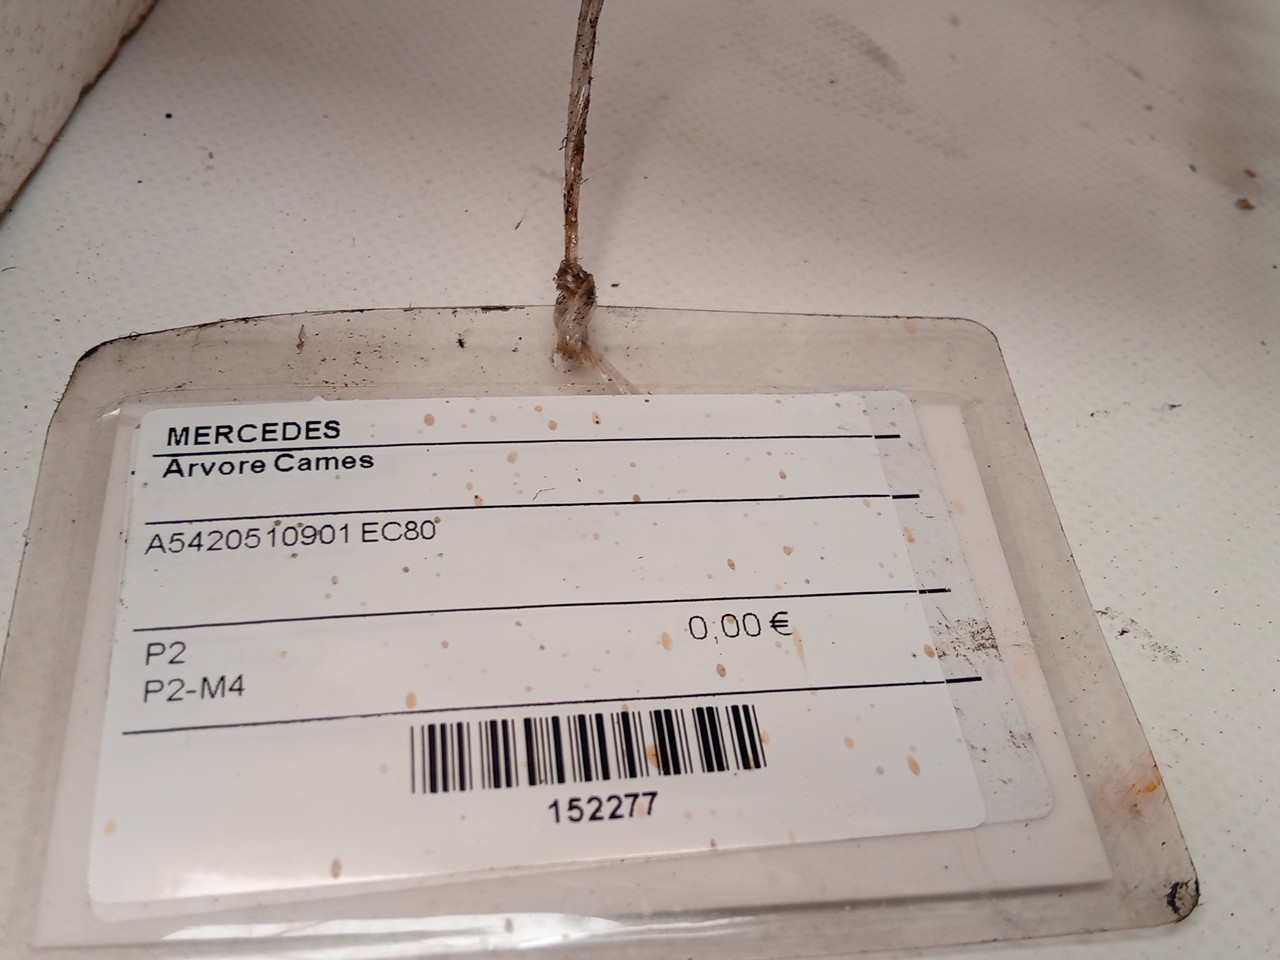 MERCEDES
Arvore Cames
A5420510901 EC80
0,00 €
P2
P2-M4
152277